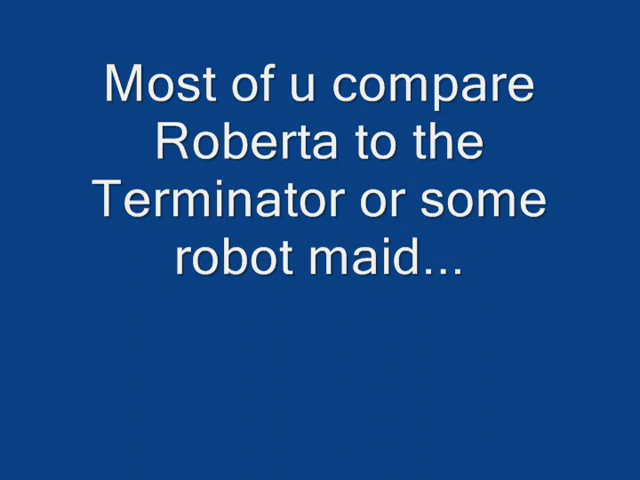 Most of u compare
Roberta to the
Terminator or some
robot maid...